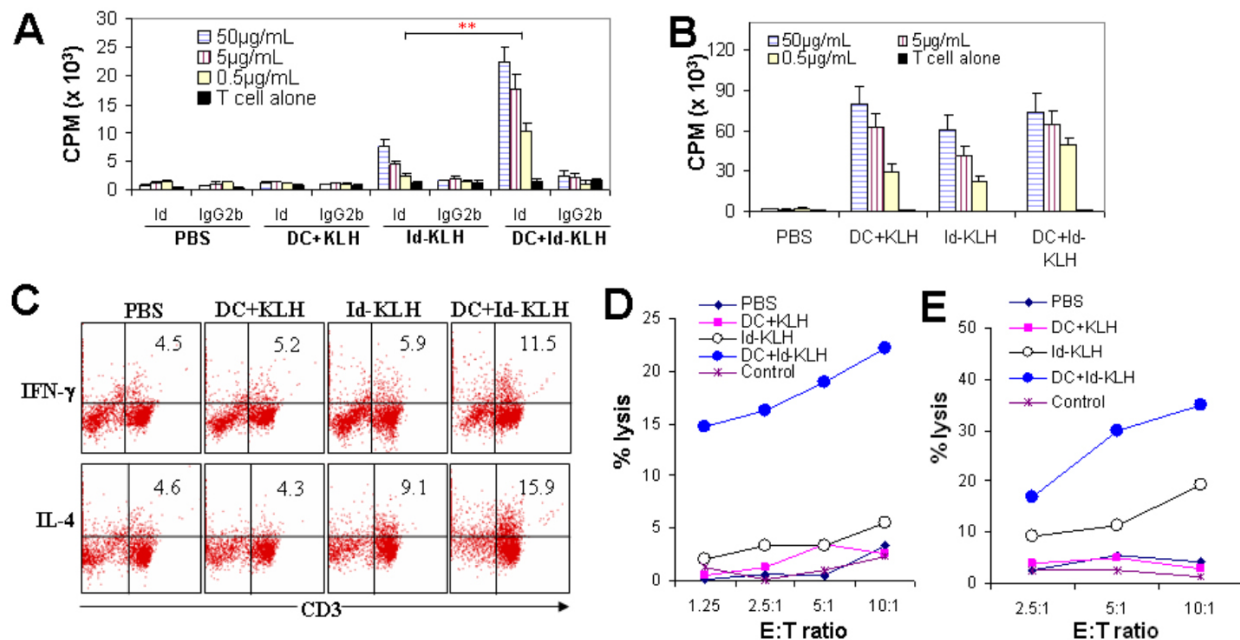 A
CPM (x 10³)
30
25
20
15
10
5
0
50µg/mL
5µg/mL
0.5µg/mL
T cell alone
**
Id IgG2b Id IgG2b Id IgG2b Id IgG2b
PBS DC+KLH Id-KLH DC+Id-KLH
B
CPM (x 10³)
120
90
60
30
0
50µg/mL 5µg/mL
0.5µg/mL T cell alone
PBS DC+KLH Id-KLH DC+Id-
KLH
C
PBS DC+KLH Id-KLH DC+Id-KLH
IFN-γ 4.5 5.2 5.9 11.5
IL-4 4.6 4.3 9.1 15.9
CD3
D
PBS
DC+KLH
Id-KLH
DC+Id-KLH
Control
% lysis
25
20
15
10
5
0
1.25 2.5:1 5:1 10:1
E:T ratio
E
PBS
DC+KLH
Id-KLH
DC+Id-KLH
Control
% lysis
50
40
30
20
10
0
2.5:1 5:1 10:1
E:T ratio